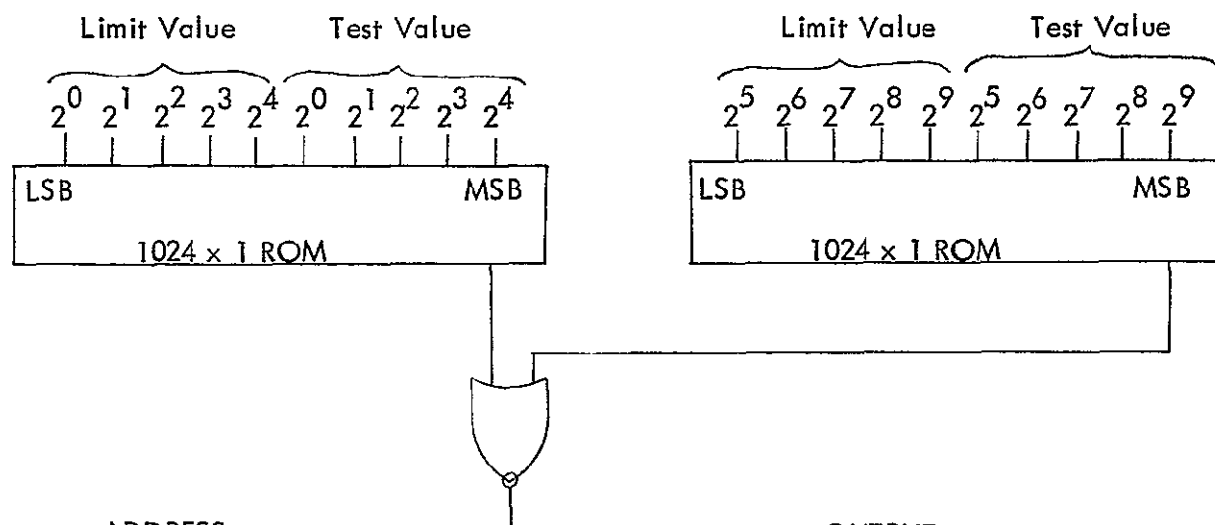 Limit Value Test Value Limit Value Test Value
2^0 2^1 2^2 2^3 2^4 2^0 2^1 2^2 2^3 2^4 2^5 2^6 2^7 2^8 2^9 2^5 2^6 2^7 2^8 2^9
LSB MSB LSB MSB
1024 x 1 ROM 1024 x 1 ROM
ADDRESS OUTPUT